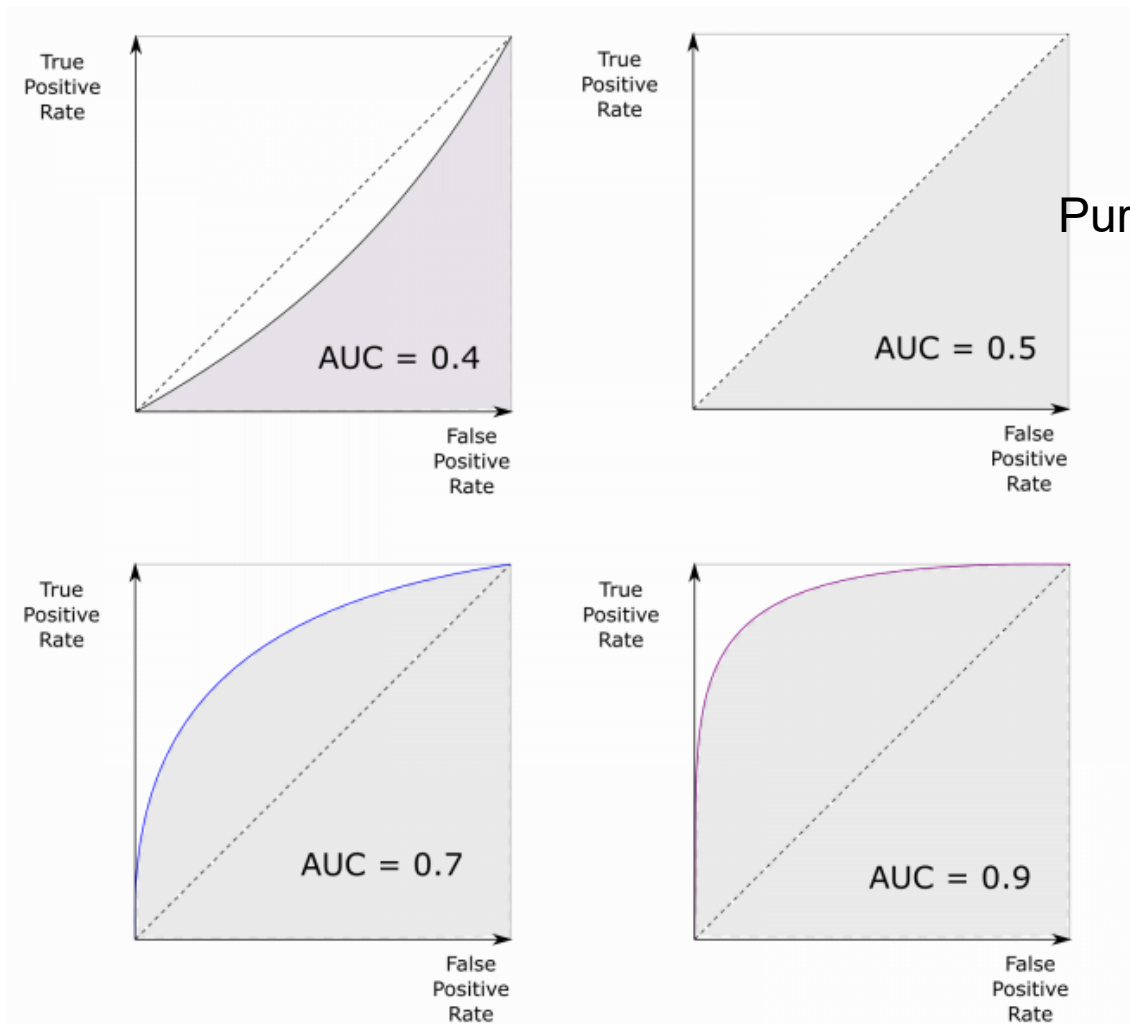 True
Positive
Rate
AUC = 0.4
False
Positive
Rate
True
Positive
Rate
Pur
AUC = 0.5
False
Positive
Rate
True
Positive
Rate
AUC = 0.7
False
Positive
Rate
True
Positive
Rate
AUC = 0.9
False
Positive
Rate